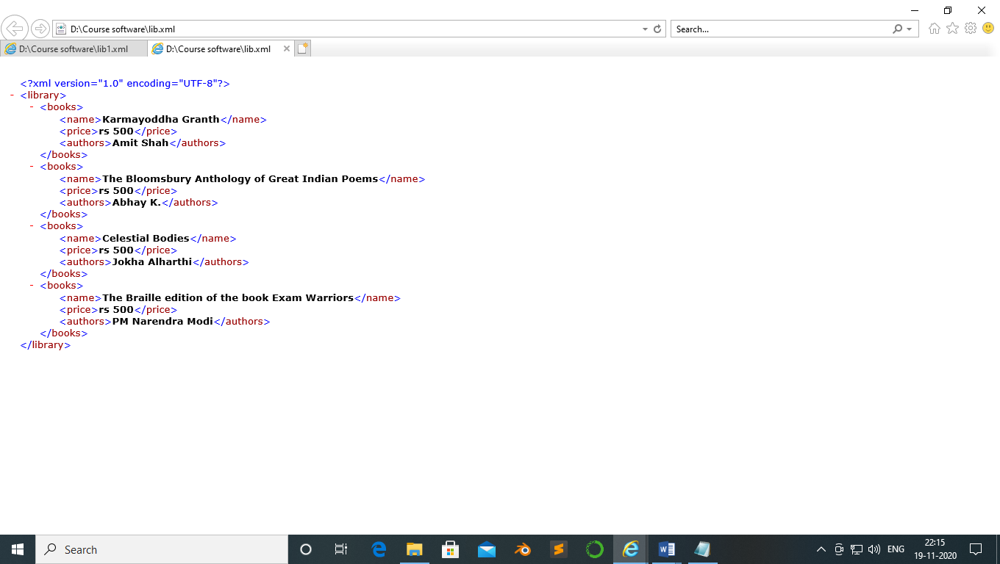 D:\Course software\lib.xml
Search...
D:\Course software\lib1.xml
D:\Course software\lib.xml
<?xml version="1.0" encoding="UTF-8"?>
- <library>
- <books>
<name>Karmayoddha Granth</name>
<price>rs 500</price>
<authors>Amit Shah</authors>
</books>
- <books>
<name>The Bloomsbury Anthology of Great Indian Poems</name>
<price>rs 500</price>
<authors>Abhay K.</authors>
</books>
- <books>
<name>Celestial Bodies</name>
<price>rs 500</price>
<authors>Jokha Alharthi</authors>
</books>
- <books>
<name>The Braille edition of the book Exam Warriors</name>
<price>rs 500</price>
<authors>PM Narendra Modi</authors>
</books>
</library>
Search
ENG
22:15
19-11-2020